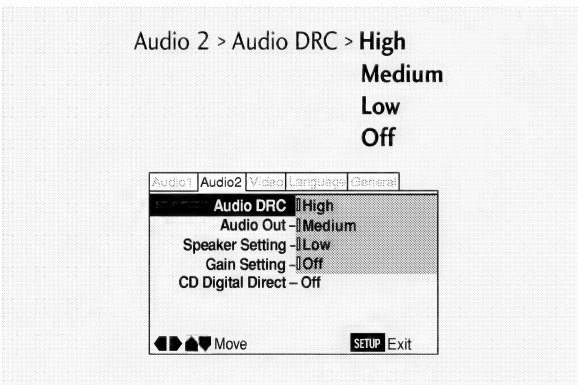 Audio 2 > Audio DRC > High
Medium
Low
Off
Audio1 Audio2 Video Language General
Audio DRC High
Audio Out – Medium
Speaker Setting – Low
Gain Setting – Off
CD Digital Direct – Off
Move SETUP Exit